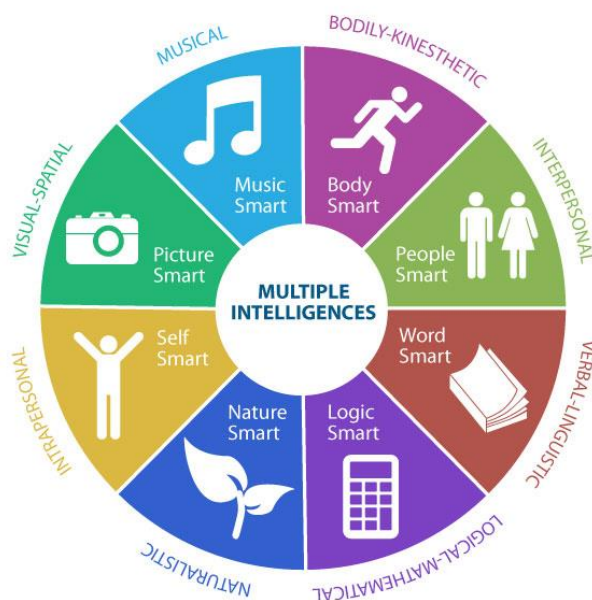 MUSICAL
BODILY-KINESTHETIC
INTERPERSONAL
VERBAL-LINGUISTIC
LOGICAL-MATHEMATICAL
NATURALISTIC
INTRAPERSONAL
VISUAL-SPATIAL
Music
Smart
Body
Smart
People
Smart
Word
Smart
Logic
Smart
Nature
Smart
Self
Smart
Picture
Smart
MULTIPLE
INTELLIGENCES